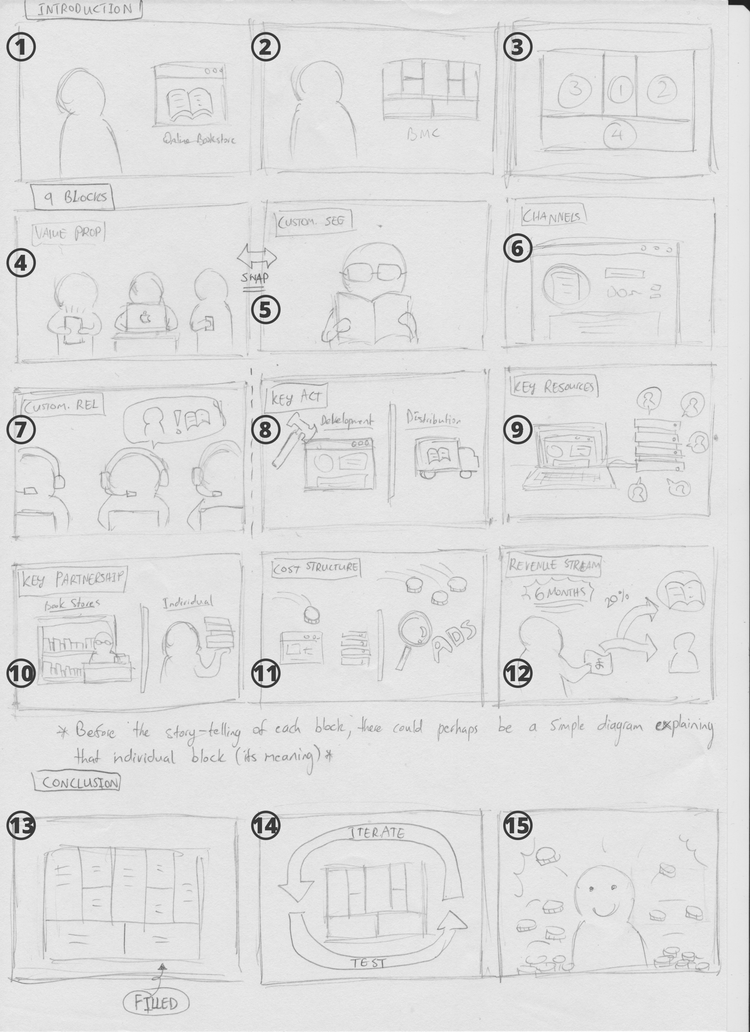 INTRODUCTION
1
2
3
Online Bookstore
BMC
3
1
2
4
9 BLOCKS
VALUE PROP
4
SWAP
CUSTOM. SEG
5
CHANNELS
6
CUSTOM. REL
7
!
KEY ACT
Development
Distribution
8
KEY RESOURCES
9
KEY PARTNERSHIP
Book Stores
Individual
10
COST STRUCTURE
ADS
11
REVENUE STREAM
6 MONTHS
20%
12
* Before the story-telling of each block, there could perhaps be a simple diagram explaining
that individual block (its meaning) *
CONCLUSION
13
FILLED
14
ITERATE
TEST
15